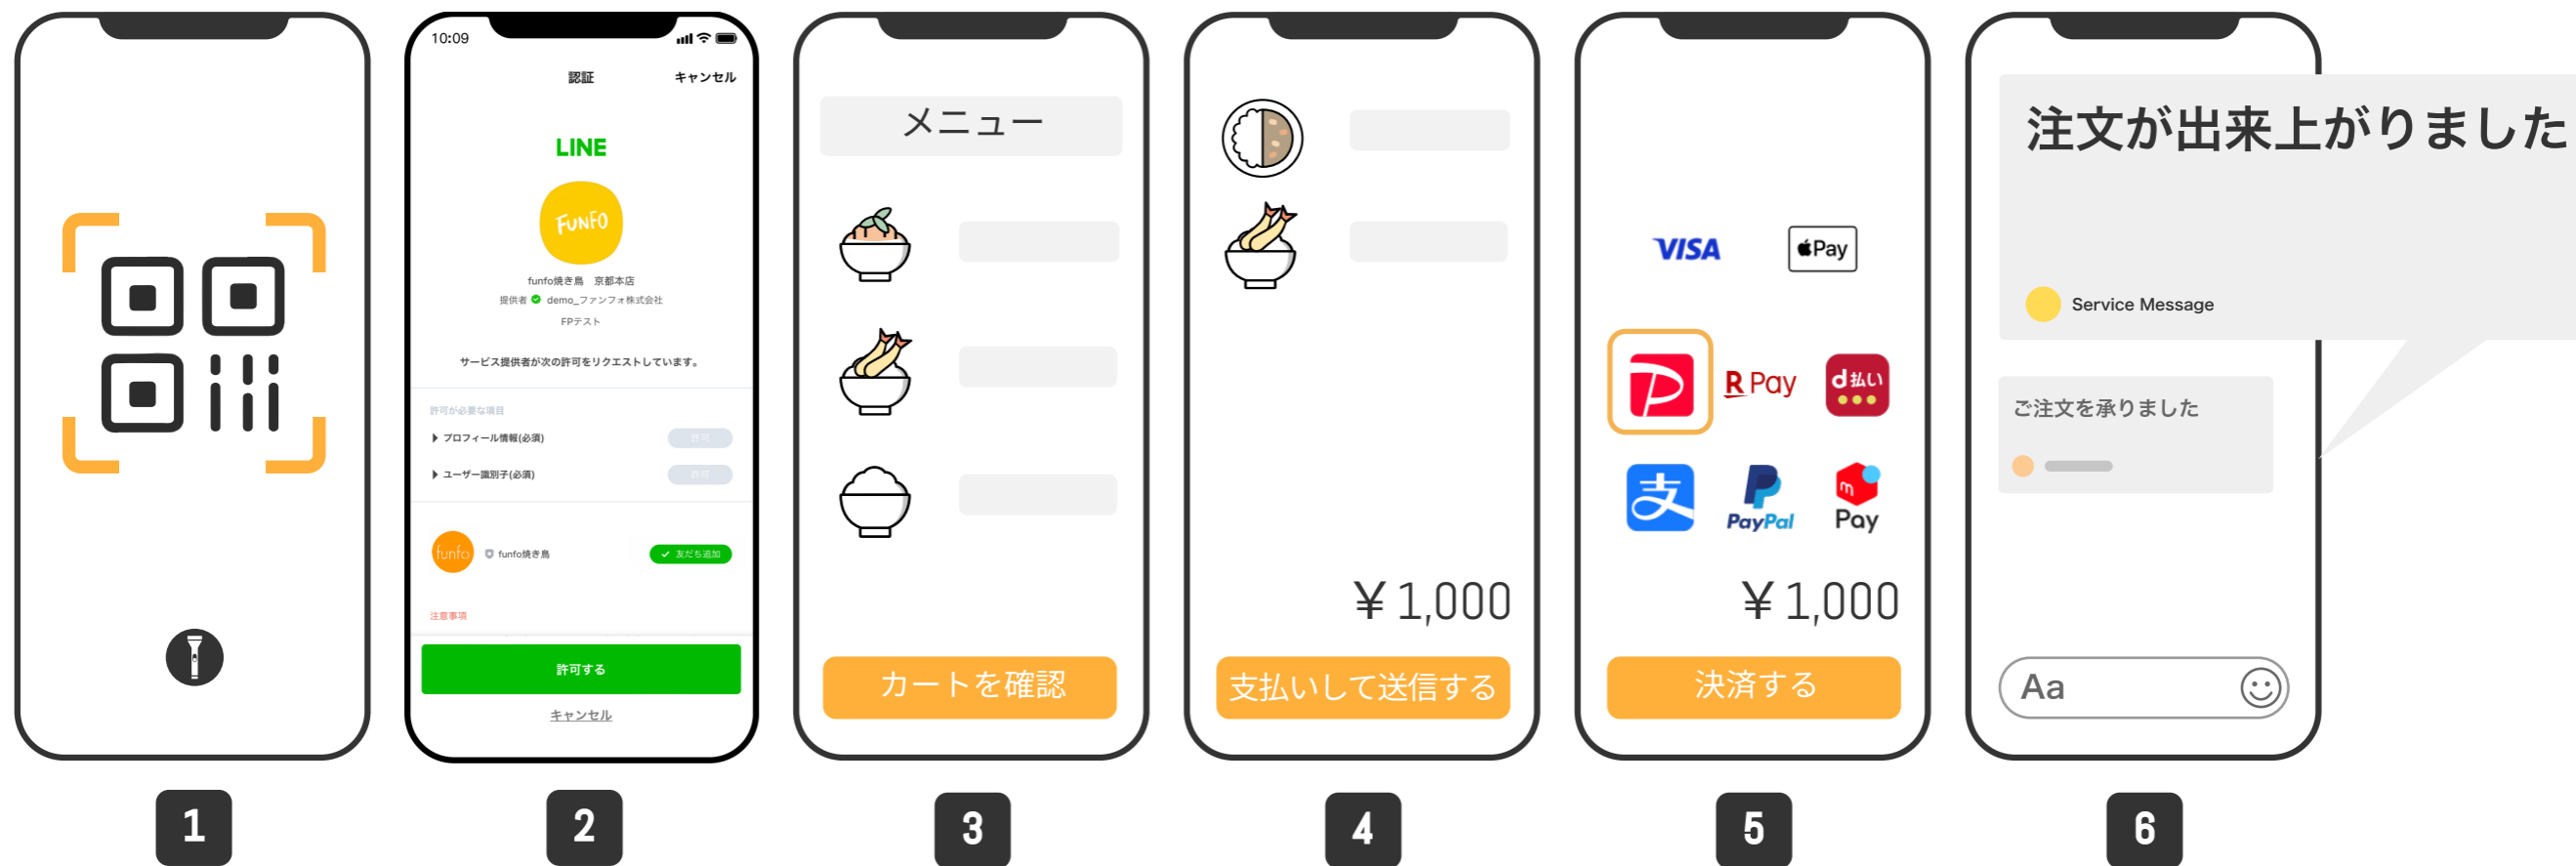 10:09
認証
キャンセル
LINE
FUNFO
funfo焼き鳥 京都本店
提供者 demo_ファンフォ株式会社
FPテスト
サービス提供者が次の許可をリクエストしています。
許可が必要な項目
プロフィール情報(必須)
許可
ユーザー識別子(必須)
許可
funfo
funfo焼き鳥
友だち追加
注意事項
許可する
キャンセル
メニュー
カートを確認
¥1,000
支払いして送信する
VISA
Pay
R Pay
d払い
支
PayPal
m
Pay
¥1,000
決済する
注文が出来上がりました
Service Message
ご注文を承りました
Aa
1
2
3
4
5
6